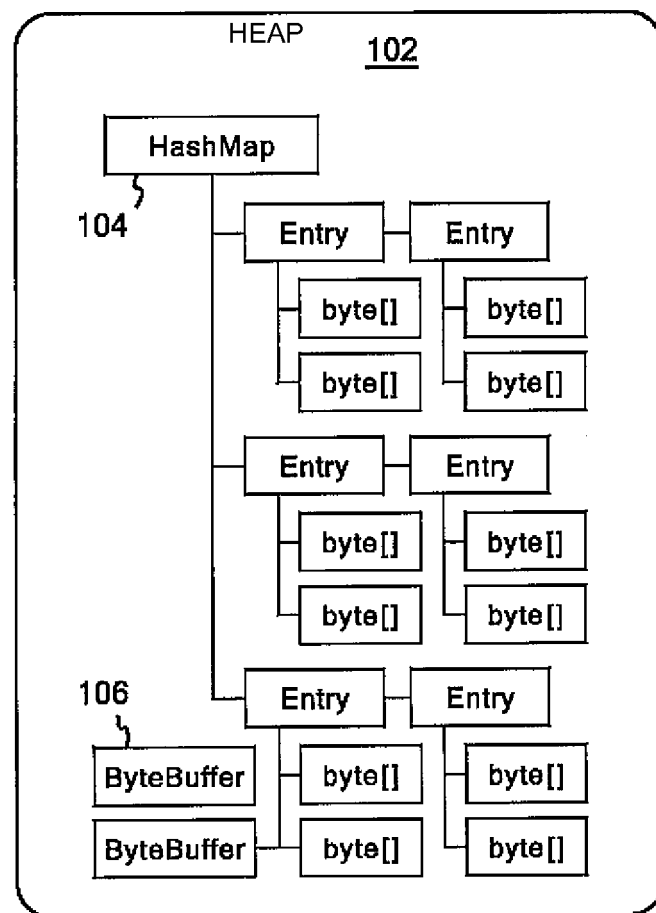 HEAP
102
HashMap
104
Entry Entry
byte[] byte[]
byte[] byte[]
Entry Entry
byte[] byte[]
byte[] byte[]
106
Entry Entry
ByteBuffer byte[] byte[]
ByteBuffer byte[] byte[]